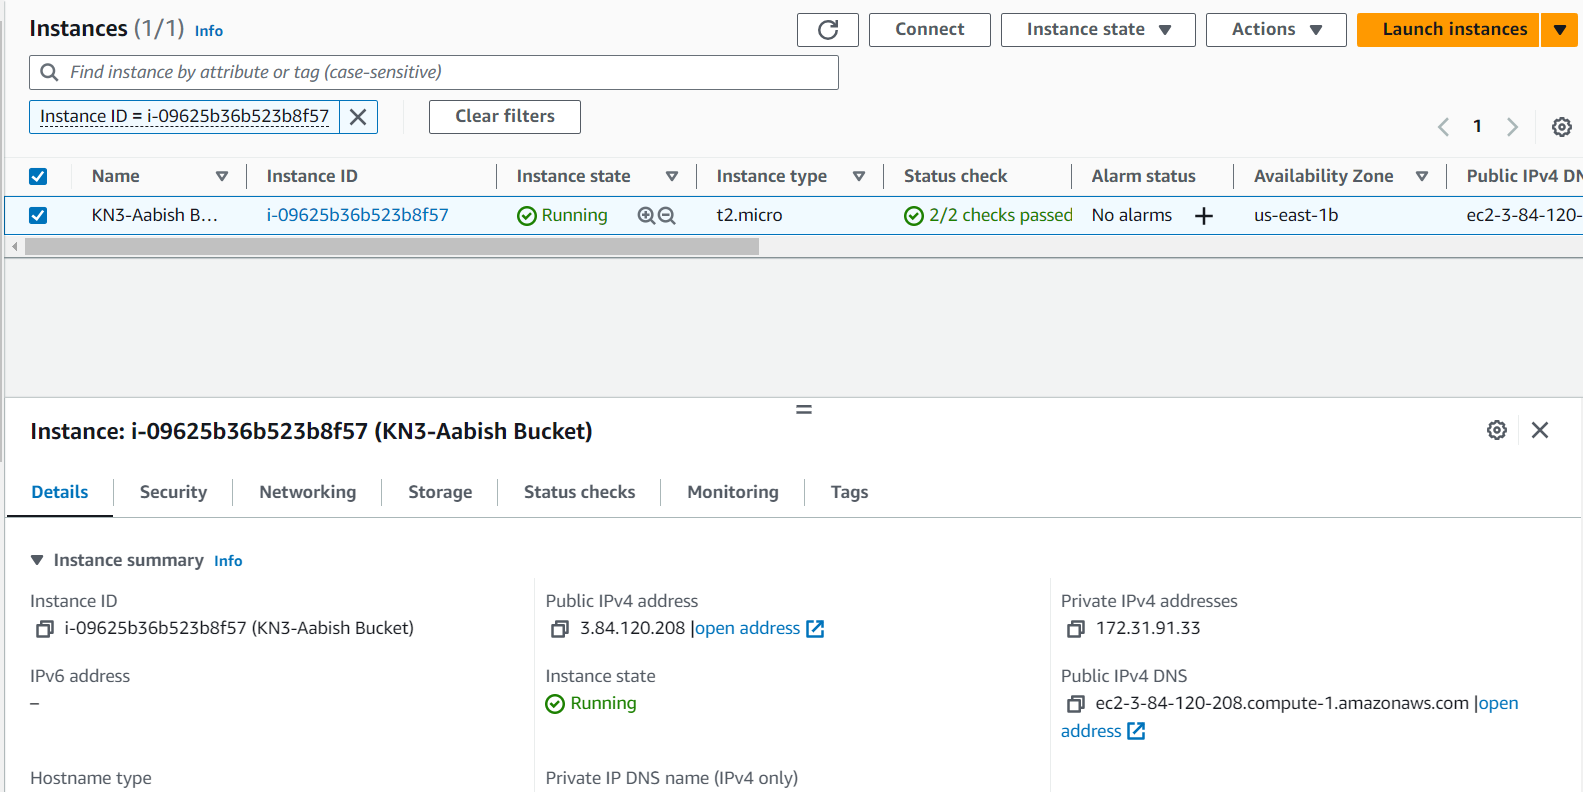 Instances (1/1) Info
Connect
Instance state
Actions
Launch instances
Find instance by attribute or tag (case-sensitive)
Instance ID = i-09625b36b523b8f57
Clear filters
1
Name Instance ID Instance state Instance type Status check Alarm status Availability Zone Public IPv4 DN
KN3-Aabish B... i-09625b36b523b8f57 Running t2.micro 2/2 checks passed No alarms + us-east-1b ec2-3-84-120-
Instance: i-09625b36b523b8f57 (KN3-Aabish Bucket)
Details Security Networking Storage Status checks Monitoring Tags
Instance summary Info
Instance ID
i-09625b36b523b8f57 (KN3-Aabish Bucket)
Public IPv4 address
3.84.120.208 |open address
Private IPv4 addresses
172.31.91.33
IPv6 address
–
Instance state
Running
Public IPv4 DNS
ec2-3-84-120-208.compute-1.amazonaws.com |open
address
Hostname type
Private IP DNS name (IPv4 only)